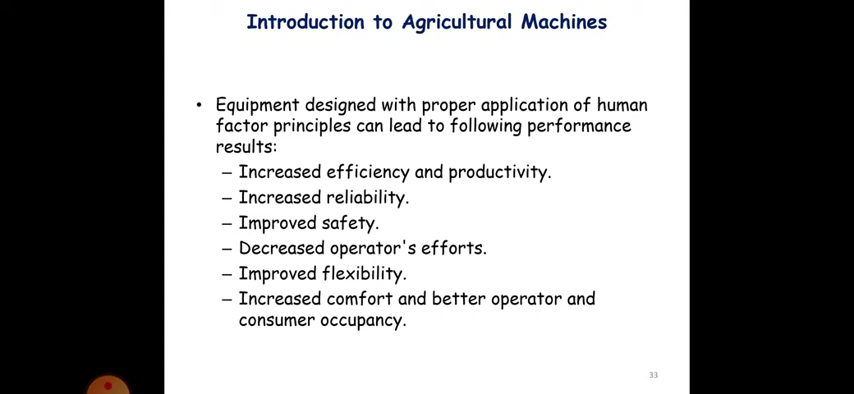 Introduction to Agricultural Machines
• Equipment designed with proper application of human
factor principles can lead to following performance
results:
– Increased efficiency and productivity.
– Increased reliability.
– Improved safety.
– Decreased operator's efforts.
– Improved flexibility.
– Increased comfort and better operator and
consumer occupancy.
33